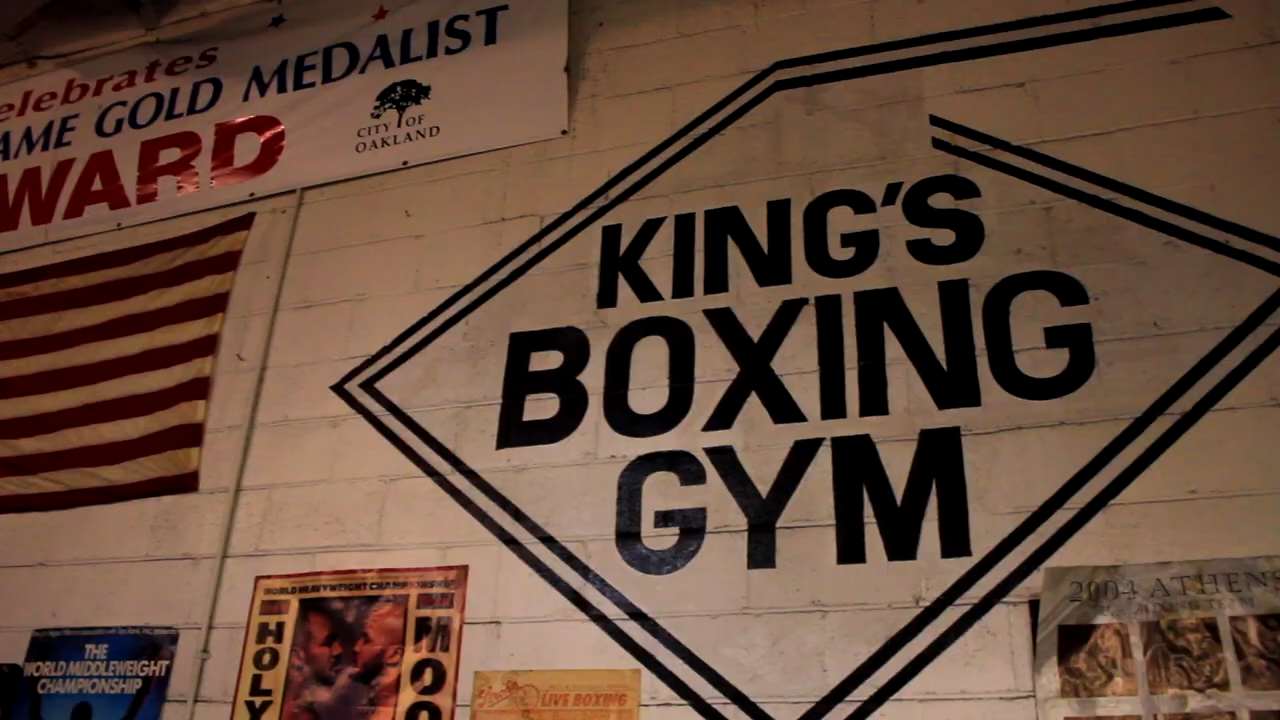 elebrates
AME GOLD MEDALIST
WARD
CITY OF
OAKLAND
KING'S
BOXING
GYM
THE
WORLD MIDDLEWEIGHT
CHAMPIONSHIP
WORLD HEAVYWEIGHT CHAMPIONSHIP
HOLY
MOO
LIVE BOXING
2004 ATHENS